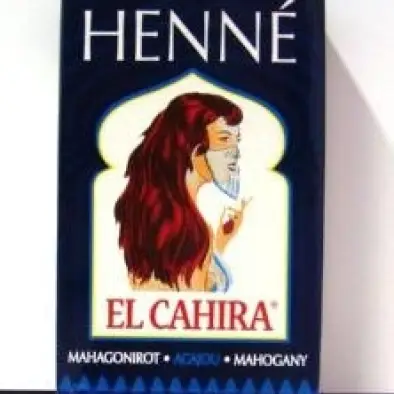 HENNÉ
EL CAHIRA®
MAHAGONIROT • ACAJOU • MAHOGANY